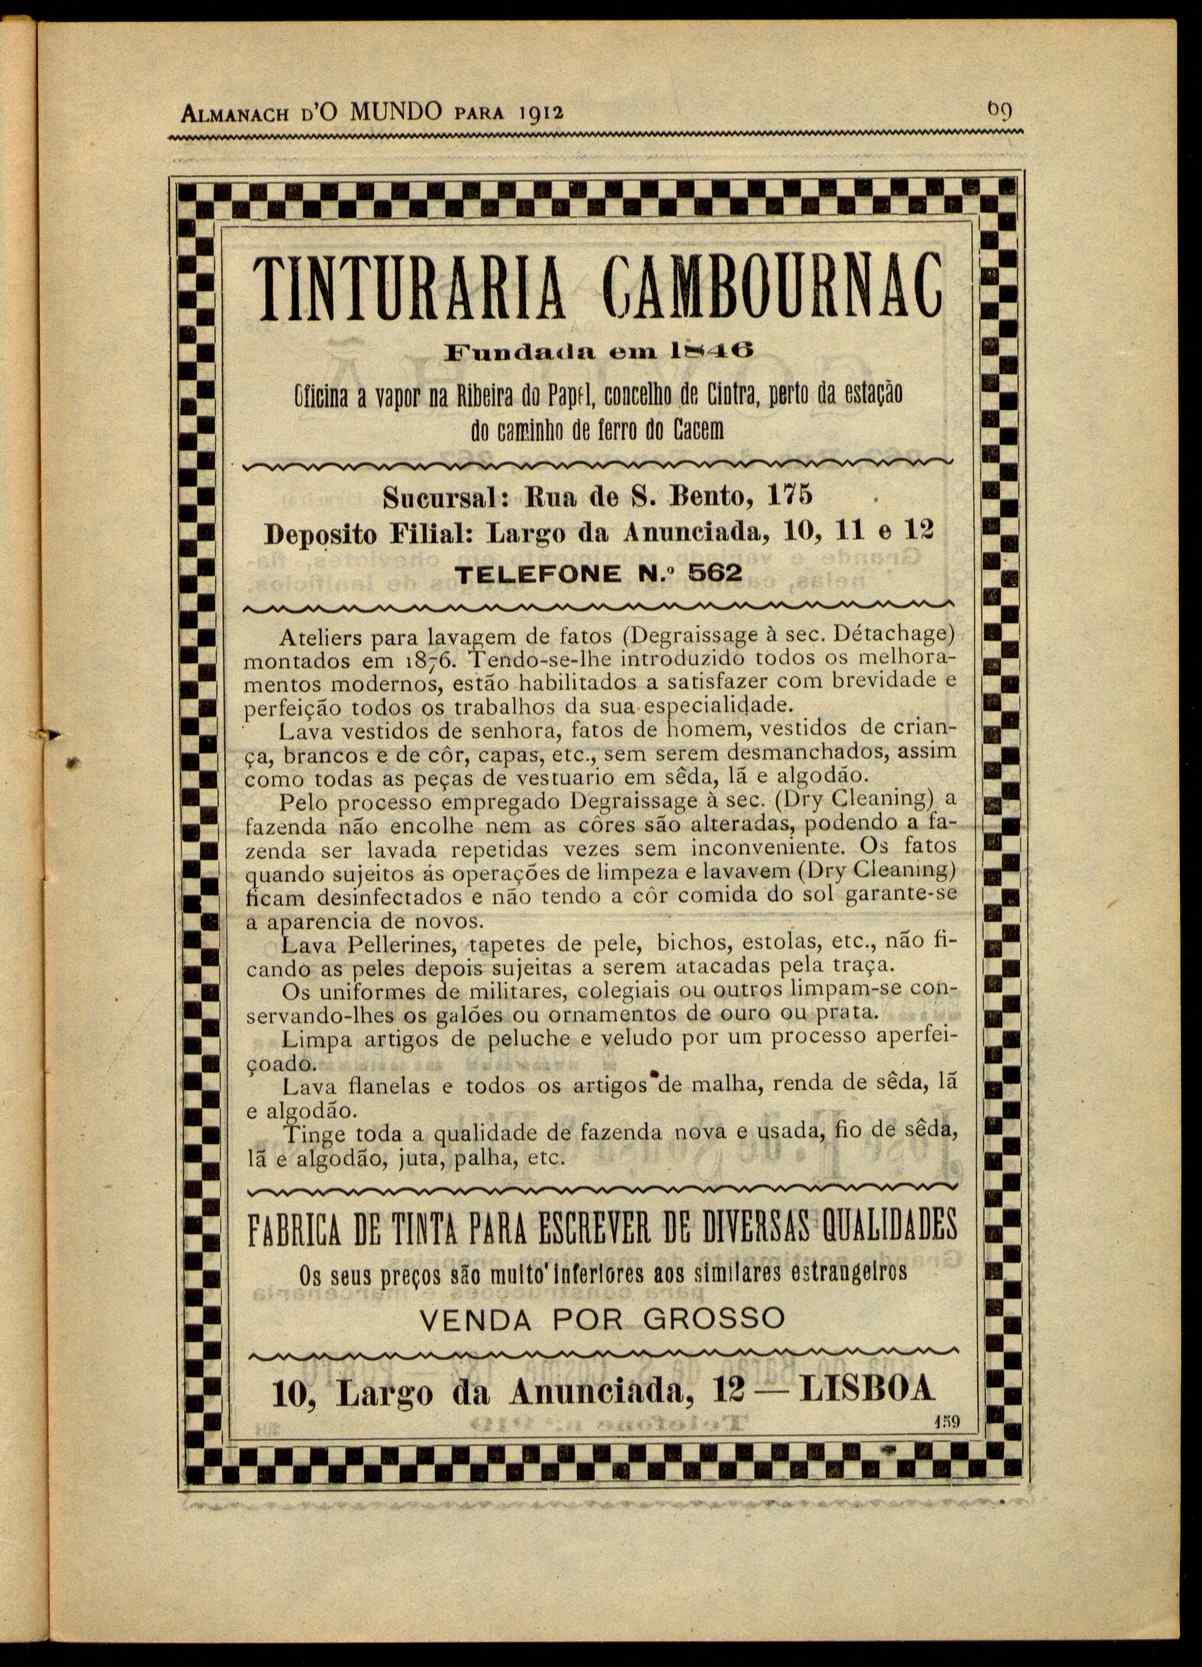 ALMANACH D'O MUNDO PARA 1912 69
TINTURARIA CAMBOURNAC
Fundada em 1846
Oficina a vapor na Ribeira do Papel, concelho de Cintra, perto da estação
do caminho de ferro do Cacem
Sucursal: Rua de S. Bento, 175
Deposito Filial: Largo da Anunciada, 10, 11 e 12
TELEFONE N.º 562
Ateliers para lavagem de fatos (Degraissage à sec. Détachage)
montados em 1876. Tendo-se-lhe introduzido todos os melhora-
mentos modernos, estão habilitados a satisfazer com brevidade e
perfeição todos os trabalhos da sua especialidade.
Lava vestidos de senhora, fatos de homem, vestidos de crian-
ça, brancos e de côr, capas, etc., sem serem desmanchados, assim
como todas as peças de vestuario em sêda, lã e algodão.
Pelo processo empregado Degraissage à sec. (Dry Cleaning) a
fazenda não encolhe nem as côres são alteradas, podendo a fa-
zenda ser lavada repetidas vezes sem inconveniente. Os fatos
quando sujeitos ás operações de limpeza e lavavem (Dry Cleaning)
ficam desinfectados e não tendo a côr comida do sol garante-se
a aparencia de novos.
Lava Pellerines, tapetes de pele, bichos, estolas, etc., não fi-
cando as peles depois sujeitas a serem atacadas pela traça.
Os uniformes de militares, colegiais ou outros limpam-se con-
servando-lhes os galões ou ornamentos de ouro ou prata.
Limpa artigos de peluche e veludo por um processo aperfei-
çoado.
Lava flanelas e todos os artigos de malha, renda de sêda, lã
e algodão.
Tinge toda a qualidade de fazenda nova e usada, fio de sêda,
lã e algodão, juta, palha, etc.
FABRICA DE TINTA PARA ESCREVER DE DIVERSAS QUALIDADES
Os seus preços são muito inferiores aos similares estrangeiros
VENDA POR GROSSO
10, Largo da Anunciada, 12 — LISBOA
159